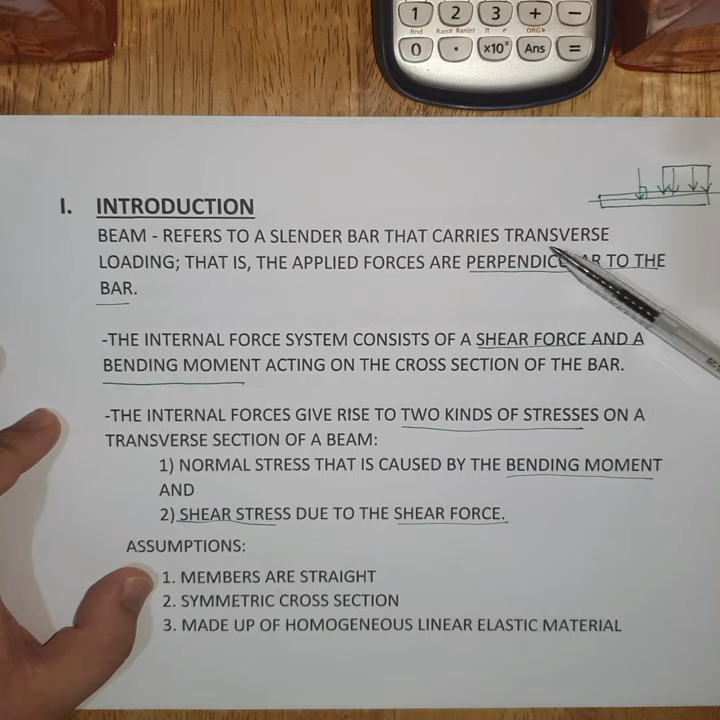 1 2 3 + −
Rnd Ran# RanInt π e DRG▸
0 · ×10ˣ Ans =
I. INTRODUCTION
BEAM - REFERS TO A SLENDER BAR THAT CARRIES TRANSVERSE
LOADING; THAT IS, THE APPLIED FORCES ARE PERPENDICULAR TO THE
BAR.
-THE INTERNAL FORCE SYSTEM CONSISTS OF A SHEAR FORCE AND A
BENDING MOMENT ACTING ON THE CROSS SECTION OF THE BAR.
-THE INTERNAL FORCES GIVE RISE TO TWO KINDS OF STRESSES ON A
TRANSVERSE SECTION OF A BEAM:
1) NORMAL STRESS THAT IS CAUSED BY THE BENDING MOMENT
AND
2) SHEAR STRESS DUE TO THE SHEAR FORCE.
ASSUMPTIONS:
1. MEMBERS ARE STRAIGHT
2. SYMMETRIC CROSS SECTION
3. MADE UP OF HOMOGENEOUS LINEAR ELASTIC MATERIAL